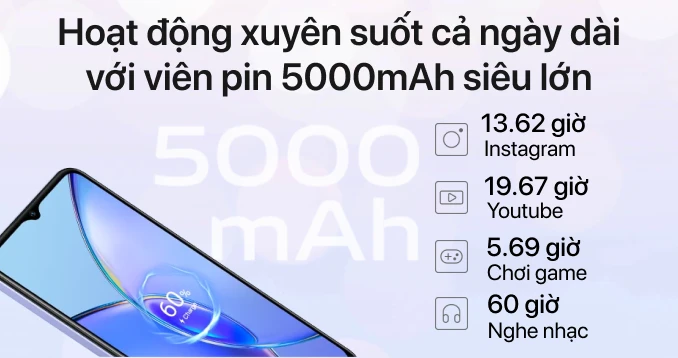 Hoạt động xuyên suốt cả ngày dài
với viên pin 5000mAh siêu lớn
5000
mAh
13.62 giờ
Instagram
19.67 giờ
Youtube
5.69 giờ
Chơi game
60 giờ
Nghe nhạc
60%
Charge